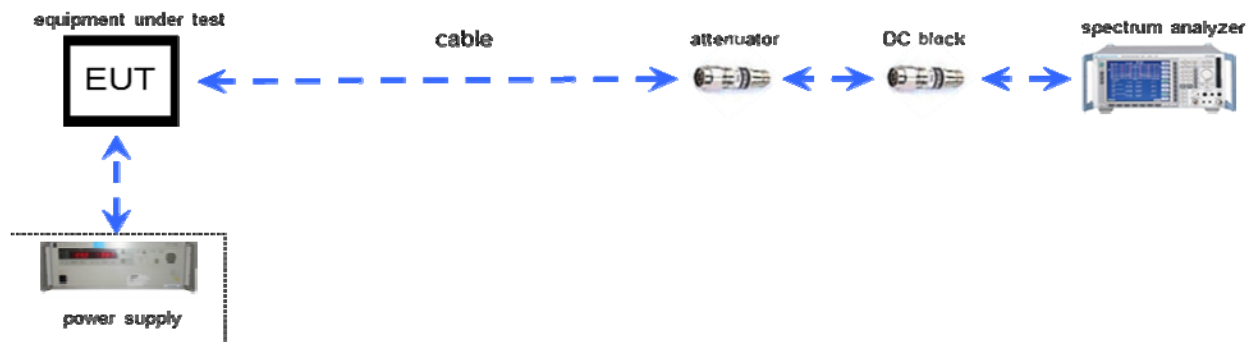 equipment under test
cable
attenuator
DC block
spectrum analyzer
EUT
power supply